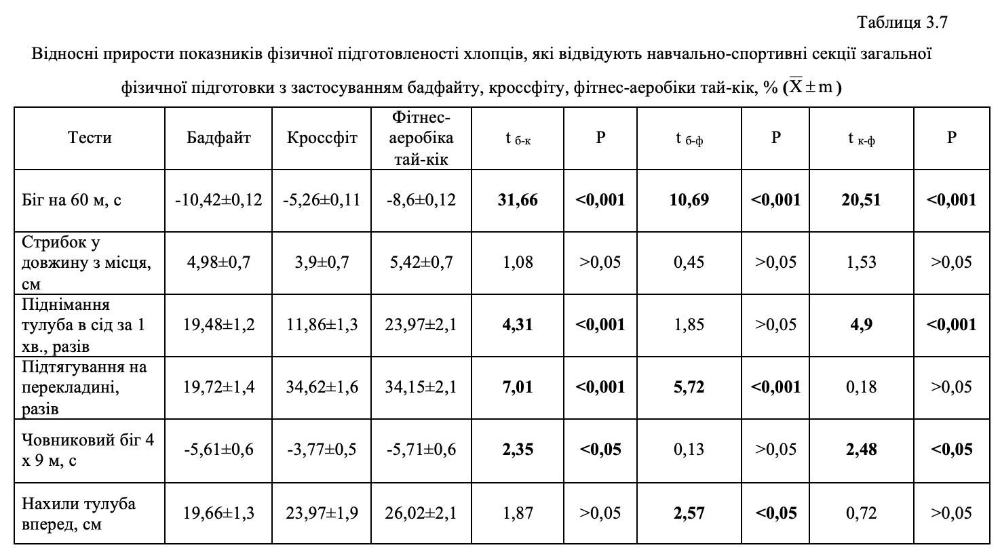 Таблиця 3.7
Відносні прирости показників фізичної підготовленості хлопців, які відвідують навчально-спортивні секції загальної
фізичної підготовки з застосуванням бадфайту, кроссфіту, фітнес-аеробіки тай-кік, % (X̅±m)
Тести Бадфайт Кроссфіт Фітнес-аеробіка тай-кік t б-к P t б-ф P t к-ф P
Біг на 60 м, с -10,42±0,12 -5,26±0,11 -8,6±0,12 31,66 <0,001 10,69 <0,001 20,51 <0,001
Стрибок у довжину з місця, см 4,98±0,7 3,9±0,7 5,42±0,7 1,08 >0,05 0,45 >0,05 1,53 >0,05
Піднімання тулуба в сід за 1 хв., разів 19,48±1,2 11,86±1,3 23,97±2,1 4,31 <0,001 1,85 >0,05 4,9 <0,001
Підтягування на перекладині, разів 19,72±1,4 34,62±1,6 34,15±2,1 7,01 <0,001 5,72 <0,001 0,18 >0,05
Човниковий біг 4 х 9 м, с -5,61±0,6 -3,77±0,5 -5,71±0,6 2,35 <0,05 0,13 >0,05 2,48 <0,05
Нахили тулуба вперед, см 19,66±1,3 23,97±1,9 26,02±2,1 1,87 >0,05 2,57 <0,05 0,72 >0,05